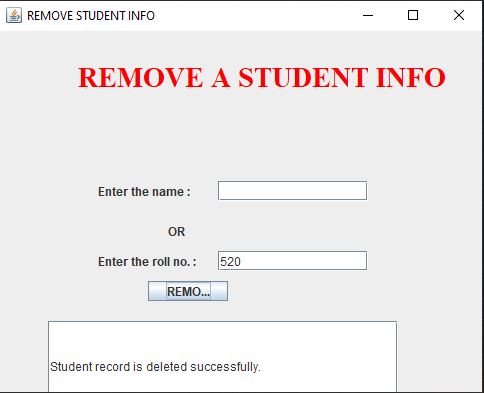 REMOVE STUDENT INFO
REMOVE A STUDENT INFO
Enter the name :
OR
Enter the roll no. : 520
REMO...
Student record is deleted successfully.